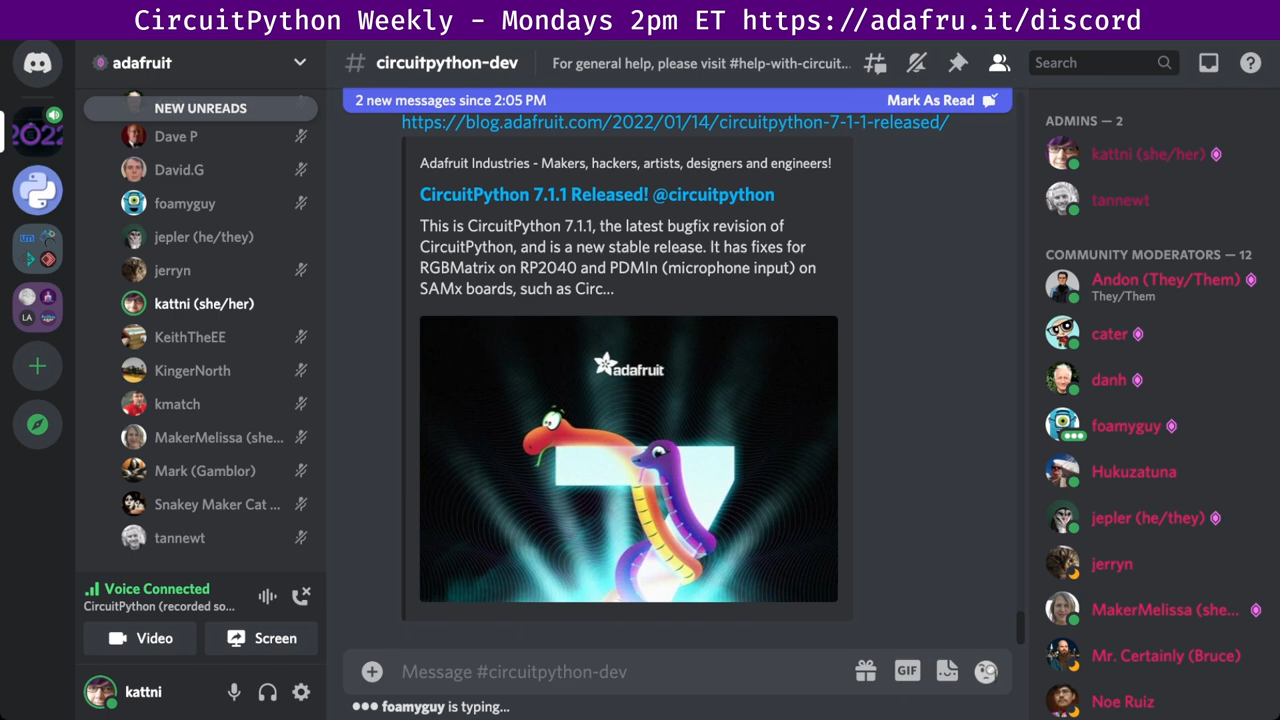 CircuitPython Weekly - Mondays 2pm ET https://adafru.it/discord
adafruit
NEW UNREADS
Dave P
David.G
foamyguy
jepler (he/they)
jerryn
kattni (she/her)
KeithTheEE
KingerNorth
kmatch
MakerMelissa (she...
Mark (Gamblor)
Snakey Maker Cat ...
tannewt
Voice Connected
CircuitPython (recorded so...
Video
Screen
kattni
circuitpython-dev
For general help, please visit #help-with-circuit...
Search
2 new messages since 2:05 PM
Mark As Read
https://blog.adafruit.com/2022/01/14/circuitpython-7-1-1-released/
Adafruit Industries - Makers, hackers, artists, designers and engineers!
CircuitPython 7.1.1 Released! @circuitpython
This is CircuitPython 7.1.1, the latest bugfix revision of
CircuitPython, and is a new stable release. It has fixes for
RGBMatrix on RP2040 and PDMIn (microphone input) on
SAMx boards, such as Circ...
adafruit
7
Message #circuitpython-dev
GIF
foamyguy is typing...
ADMINS — 2
kattni (she/her)
tannewt
COMMUNITY MODERATORS — 12
Andon (They/Them)
They/Them
cater
danh
foamyguy
Hukuzatuna
jepler (he/they)
jerryn
MakerMelissa (she...
Mr. Certainly (Bruce)
Noe Ruiz